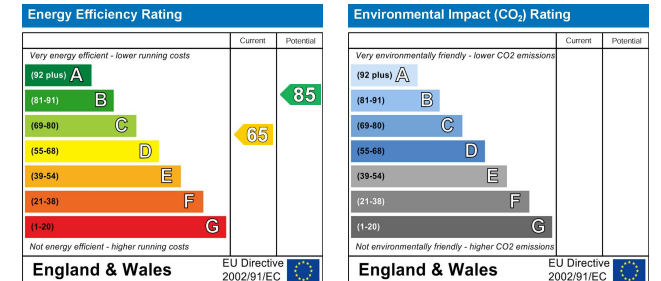 Energy Efficiency Rating
Current Potential
Very energy efficient - lower running costs
(92 plus) A
(81-91) B
85
(69-80) C
65
(55-68) D
(39-54) E
(21-38) F
(1-20) G
Not energy efficient - higher running costs
England & Wales
EU Directive
2002/91/EC
Environmental Impact (CO₂) Rating
Current Potential
Very environmentally friendly - lower CO2 emissions
(92 plus) A
(81-91) B
(69-80) C
(55-68) D
(39-54) E
(21-38) F
(1-20) G
Not environmentally friendly - higher CO2 emissions
England & Wales
EU Directive
2002/91/EC